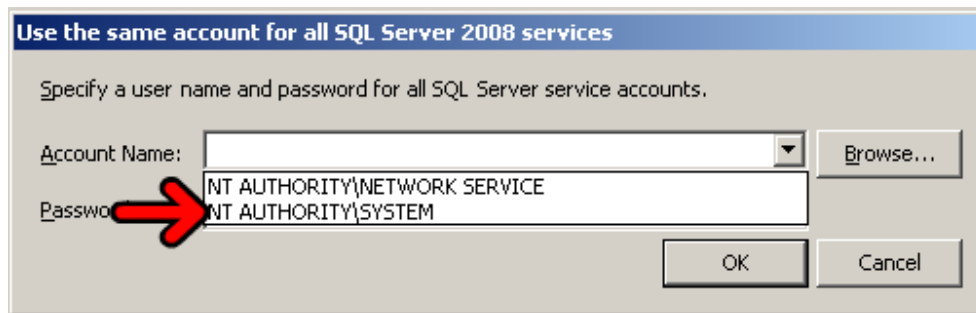 Use the same account for all SQL Server 2008 services
Specify a user name and password for all SQL Server service accounts.
Account Name:
Browse...
NT AUTHORITY\NETWORK SERVICE
NT AUTHORITY\SYSTEM
OK
Cancel